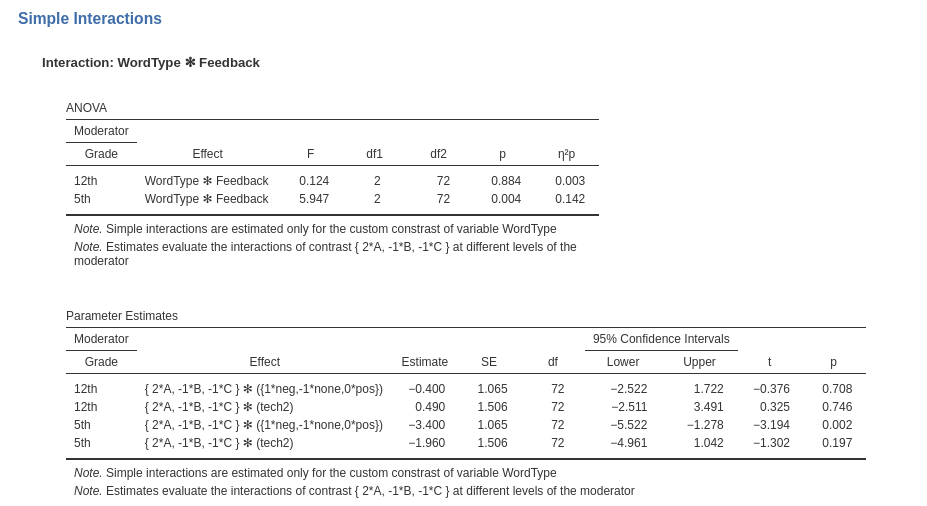 Simple Interactions
Interaction: WordType ✻ Feedback
ANOVA
Moderator
Grade Effect F df1 df2 p η²p
12th WordType ✻ Feedback 0.124 2 72 0.884 0.003
5th WordType ✻ Feedback 5.947 2 72 0.004 0.142
Note. Simple interactions are estimated only for the custom constrast of variable WordType
Note. Estimates evaluate the interactions of contrast { 2*A, -1*B, -1*C } at different levels of the
moderator
Parameter Estimates
Moderator 95% Confidence Intervals
Grade Effect Estimate SE df Lower Upper t p
12th { 2*A, -1*B, -1*C } ✻ ({1*neg,-1*none,0*pos}) −0.400 1.065 72 −2.522 1.722 −0.376 0.708
12th { 2*A, -1*B, -1*C } ✻ (tech2) 0.490 1.506 72 −2.511 3.491 0.325 0.746
5th { 2*A, -1*B, -1*C } ✻ ({1*neg,-1*none,0*pos}) −3.400 1.065 72 −5.522 −1.278 −3.194 0.002
5th { 2*A, -1*B, -1*C } ✻ (tech2) −1.960 1.506 72 −4.961 1.042 −1.302 0.197
Note. Simple interactions are estimated only for the custom constrast of variable WordType
Note. Estimates evaluate the interactions of contrast { 2*A, -1*B, -1*C } at different levels of the moderator